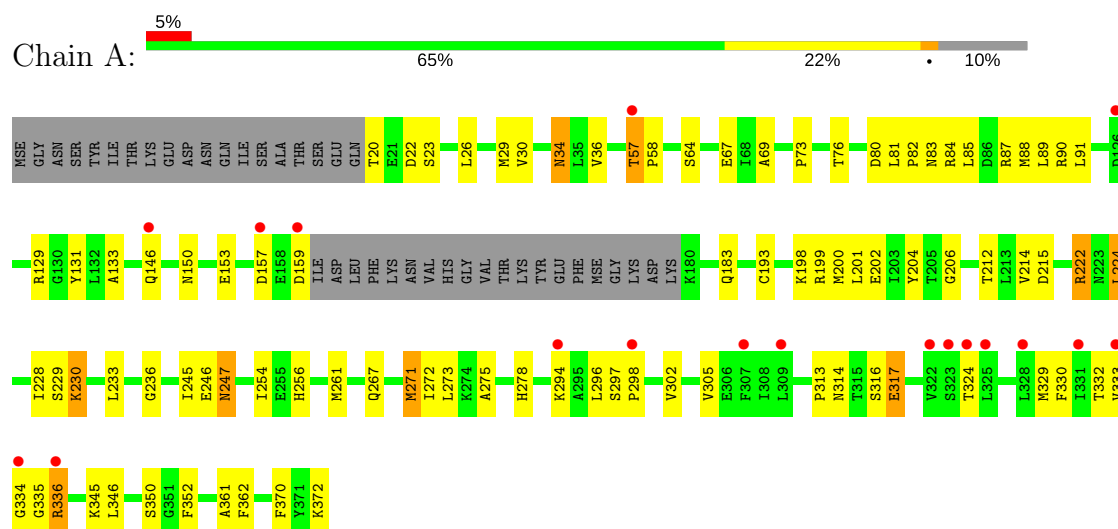 5%
Chain A:
65% 22% • 10%
MSE GLY ASN SER TYR ILE THR LYS GLU ASP ASN GLN ILE SER ALA THR SER GLU GLN T20 E21 D22 S23 L26 W29 V30 N34 L35 V36 T57 P58 S64 E67 I68 A69 P73 T76 D80 L81 P82 N83 R84 L85 D86 R87 M88 L89 R90 L91 D126
R129 G130 Y131 L132 A133 Q146 N150 E153 D157 E158 D159 ILE ASP LEU PHE LYS ASN VAL HIS GLY VAL THR LYS TYR GLU PHE MSE GLY LYS ASP LYS K180 Q183 C193 K198 R199 M200 L201 E202 I203 Y204 T205 G206 T212 L213 V214 D215 R222 N223 L224
I228 S229 K230 L233 G236 I245 E246 N247 I254 E255 H256 M261 Q267 M271 I272 L273 K274 A275 H278 K294 A295 L296 S297 P298 V302 V305 E306 F307 I308 L309 P313 N314 T315 S316 E317 V322 S323 T324 L325 L328 M329 F330 I331 T332 V333
G334 G335 R336 K345 L346 S350 G351 F352 A361 F362 F370 Y371 K372